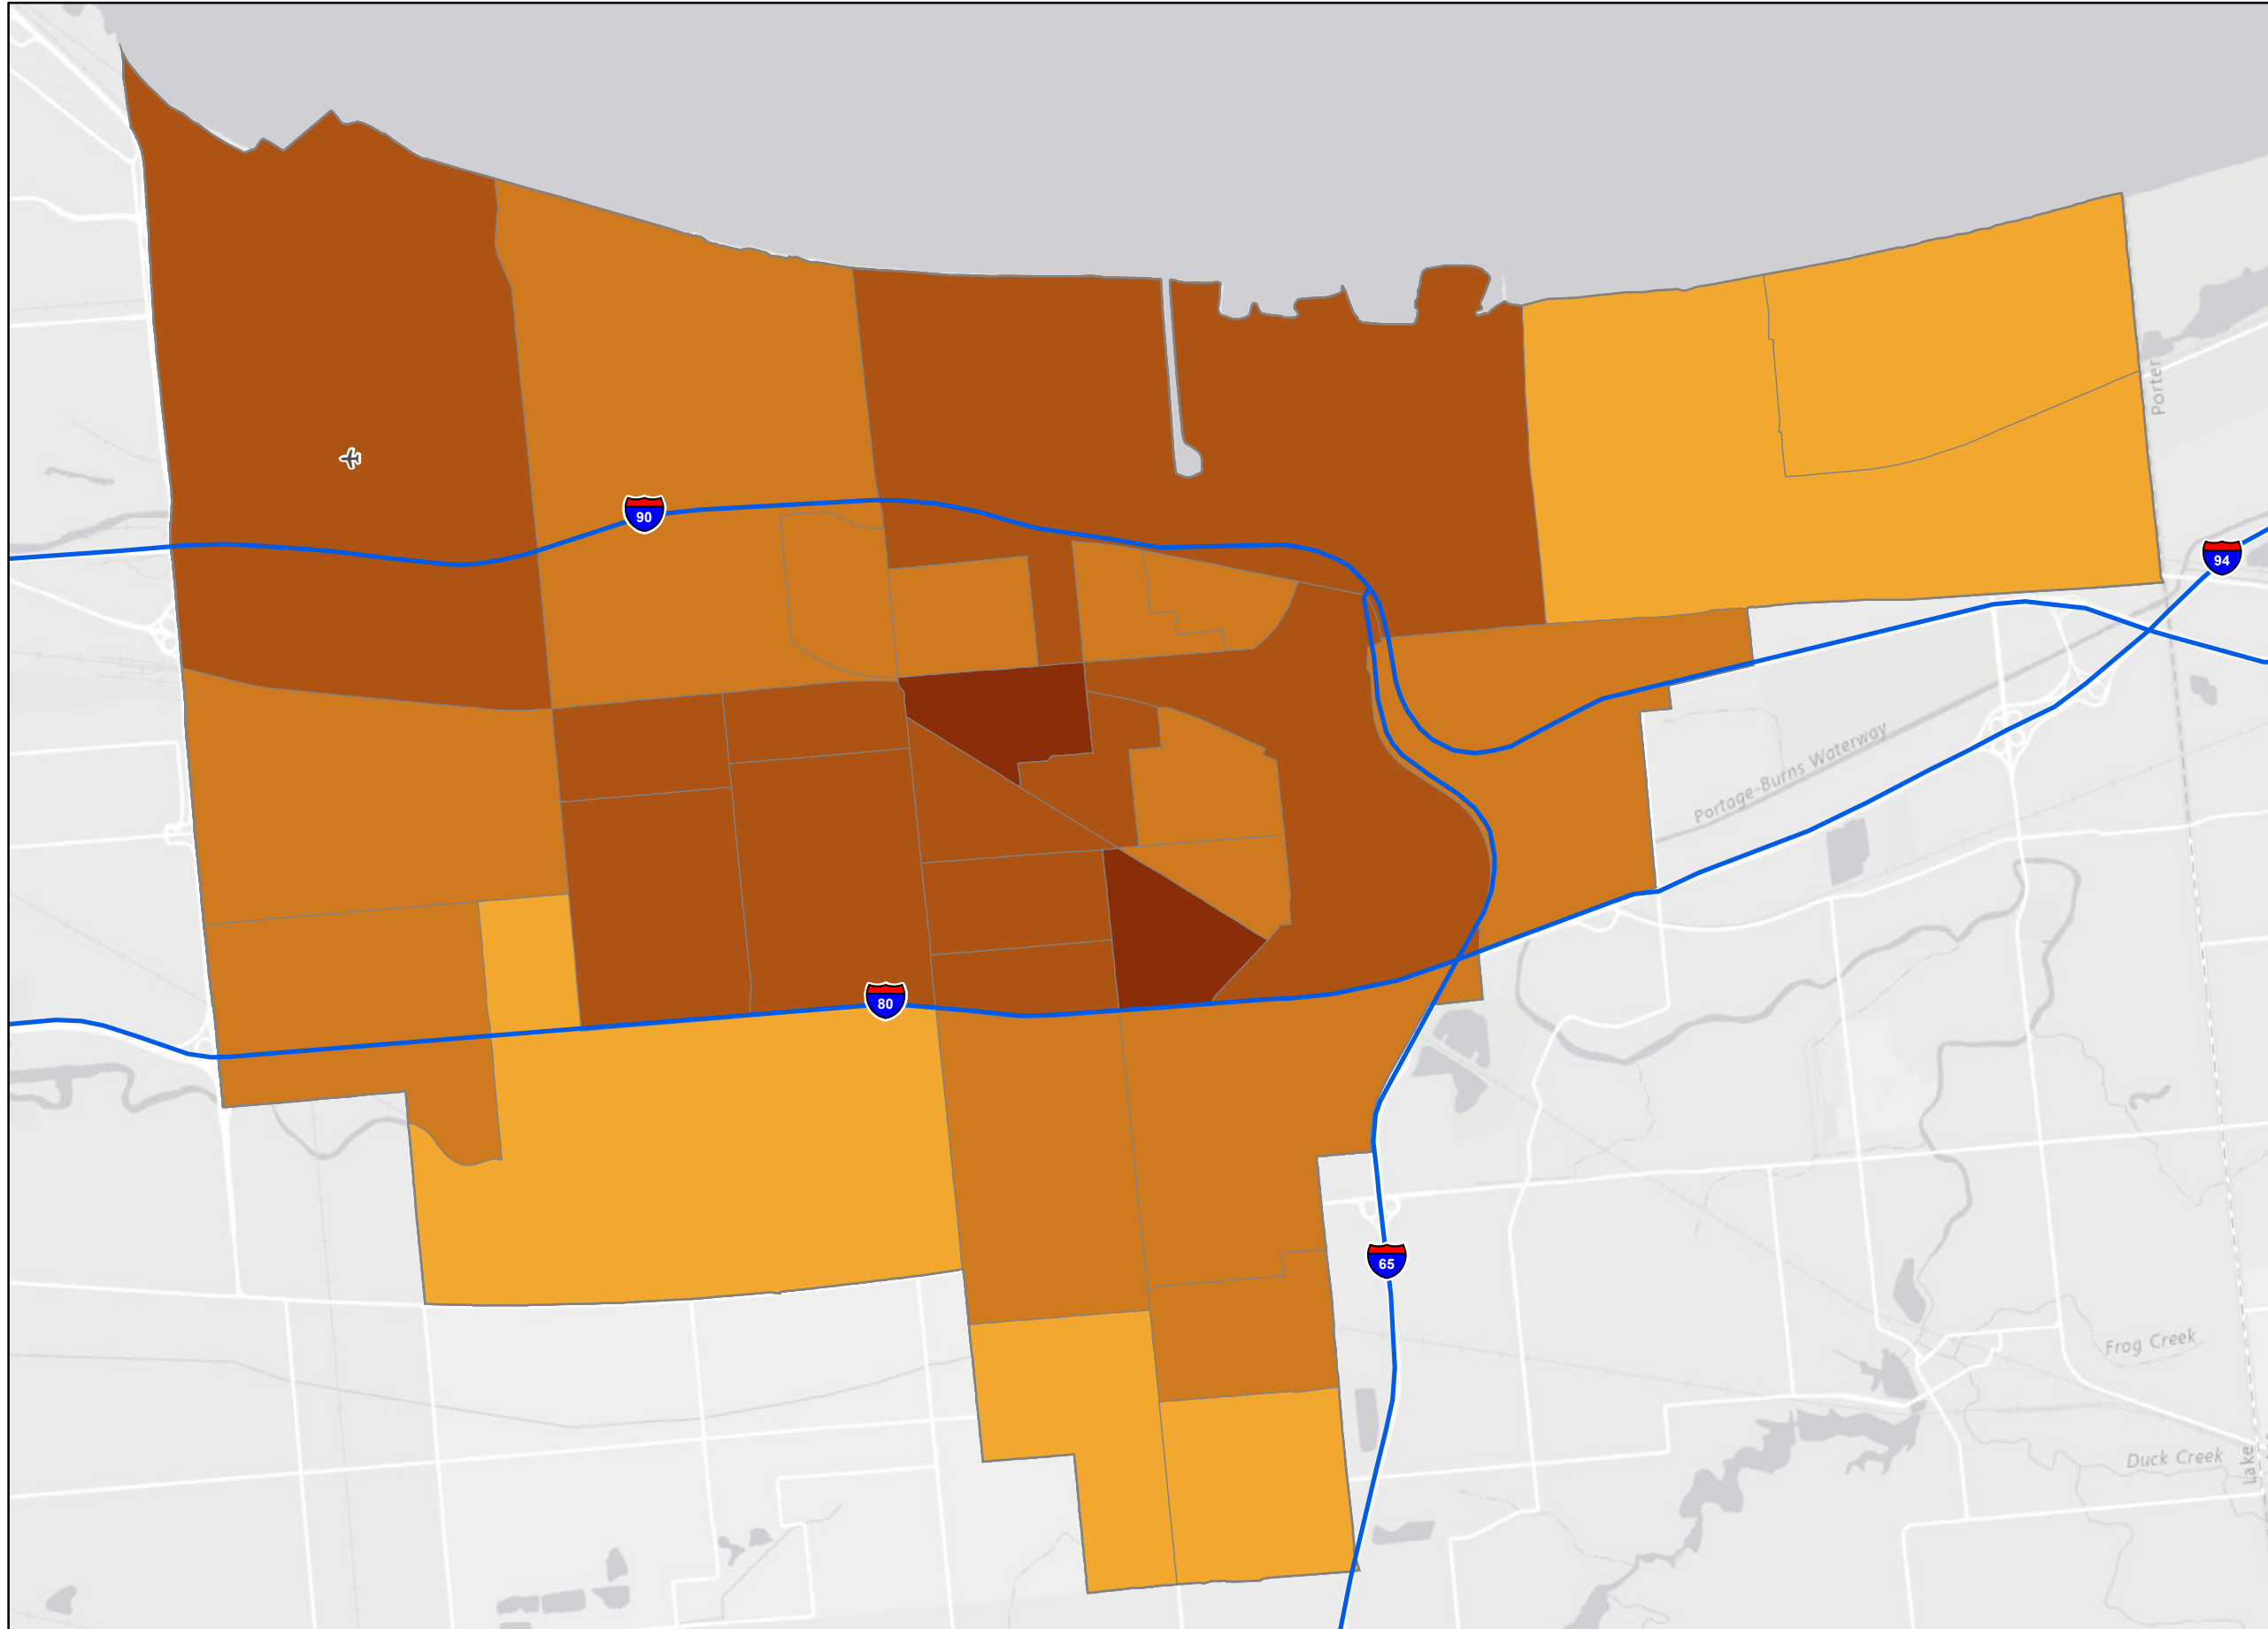 Porter
90
94
Portage-Burns Waterway
80
65
Frog Creek
Duck Creek
Lake